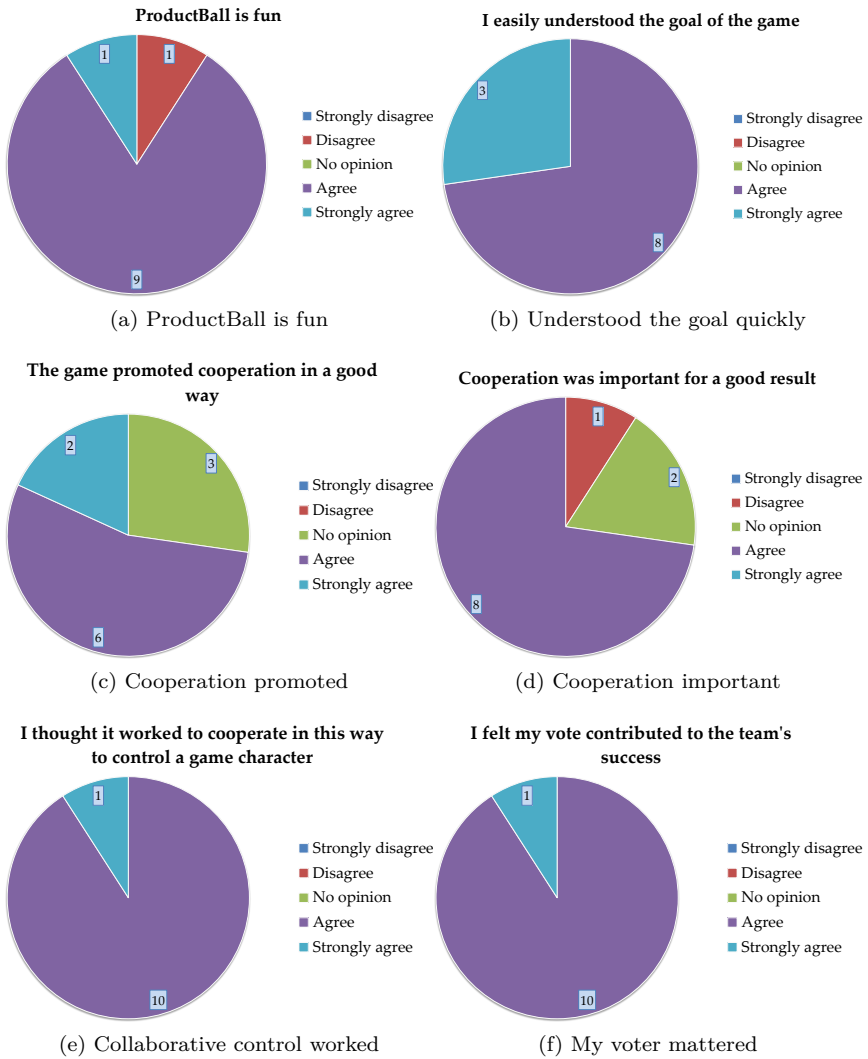 ProductBall is fun
1
1
9
Strongly disagree
Disagree
No opinion
Agree
Strongly agree
(a) ProductBall is fun
I easily understood the goal of the game
3
8
Strongly disagree
Disagree
No opinion
Agree
Strongly agree
(b) Understood the goal quickly
The game promoted cooperation in a good
way
2
3
6
Strongly disagree
Disagree
No opinion
Agree
Strongly agree
(c) Cooperation promoted
Cooperation was important for a good result
1
2
8
Strongly disagree
Disagree
No opinion
Agree
Strongly agree
(d) Cooperation important
I thought it worked to cooperate in this way
to control a game character
1
10
Strongly disagree
Disagree
No opinion
Agree
Strongly agree
(e) Collaborative control worked
I felt my vote contributed to the team's
success
1
10
Strongly disagree
Disagree
No opinion
Agree
Strongly agree
(f) My voter mattered